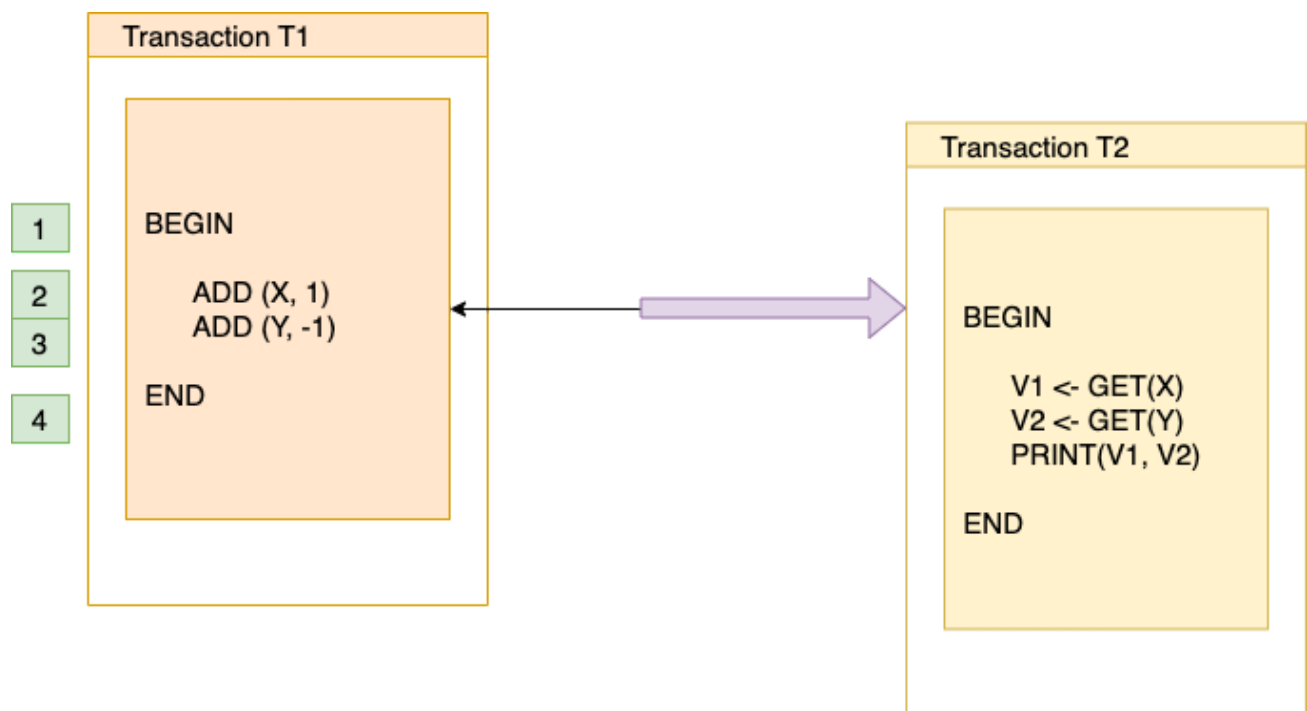 Transaction T1
1
BEGIN
2
ADD (X, 1)
3
ADD (Y, -1)
4
END
Transaction T2
BEGIN
V1 <- GET(X)
V2 <- GET(Y)
PRINT(V1, V2)
END